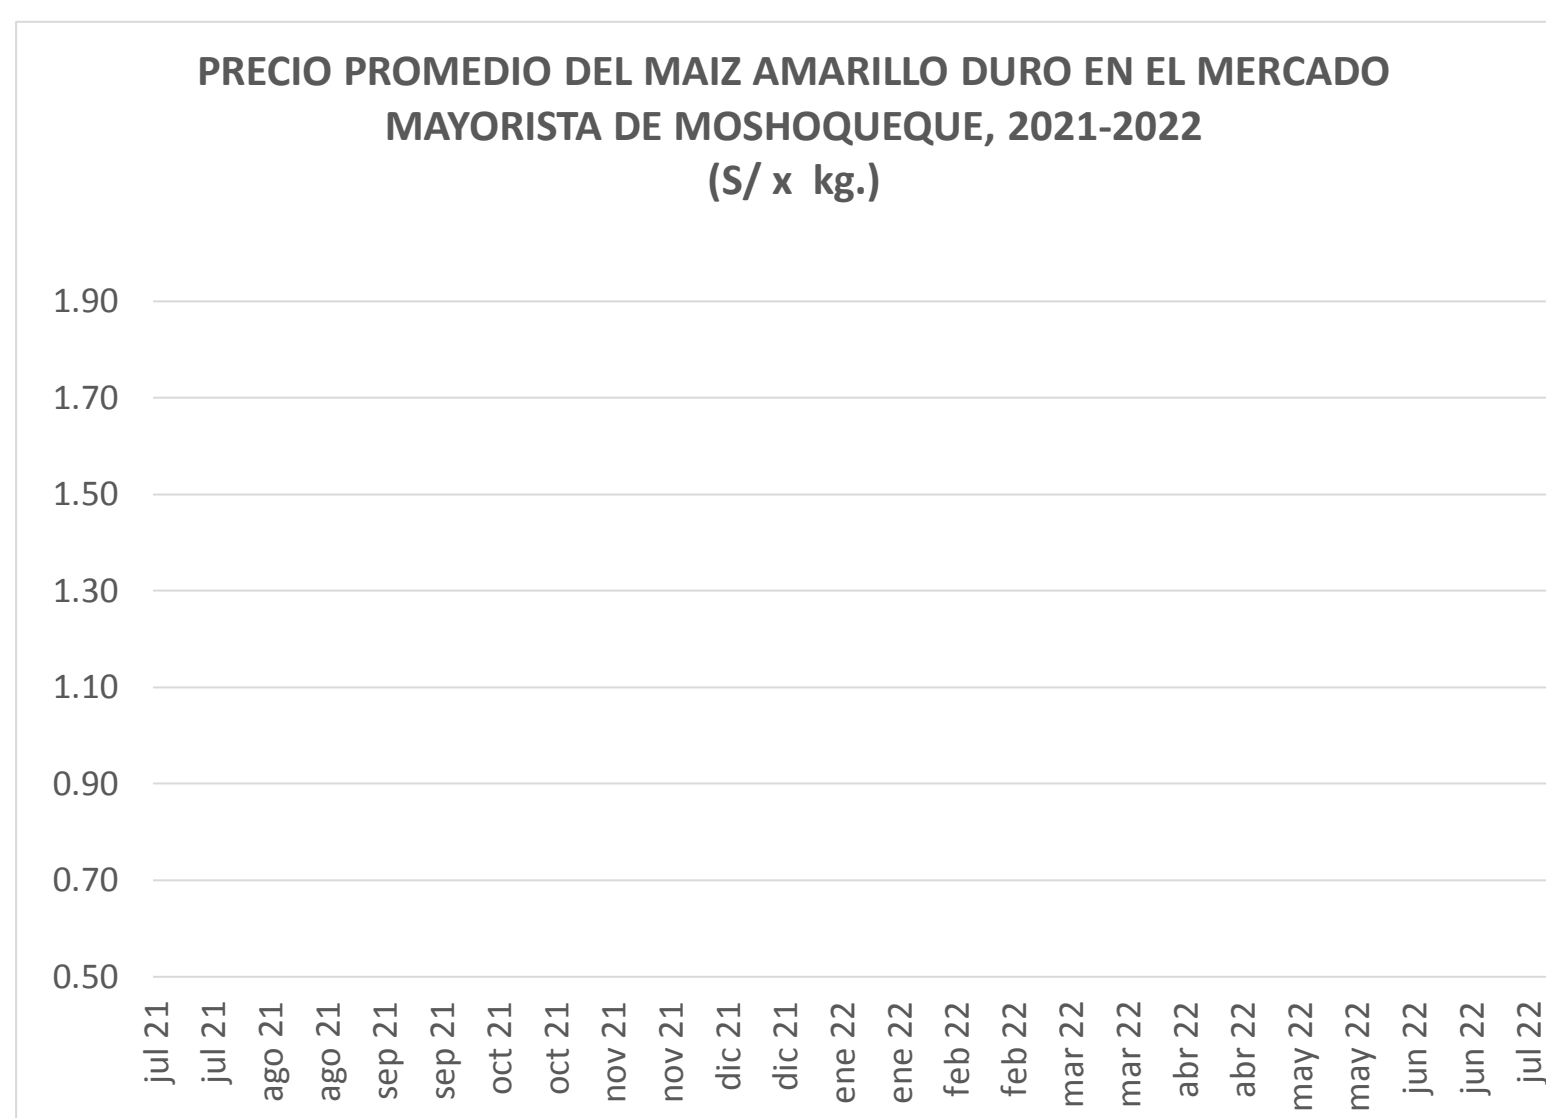 PRECIO PROMEDIO DEL MAIZ AMARILLO DURO EN EL MERCADO
MAYORISTA DE MOSHOQUEQUE, 2021-2022
(S/ x kg.)
1.90
1.70
1.50
1.30
1.10
0.90
0.70
0.50
jul 21
jul 21
ago 21
ago 21
sep 21
sep 21
oct 21
oct 21
nov 21
nov 21
dic 21
dic 21
ene 22
ene 22
feb 22
feb 22
mar 22
mar 22
abr 22
abr 22
may 22
may 22
jun 22
jun 22
jul 22